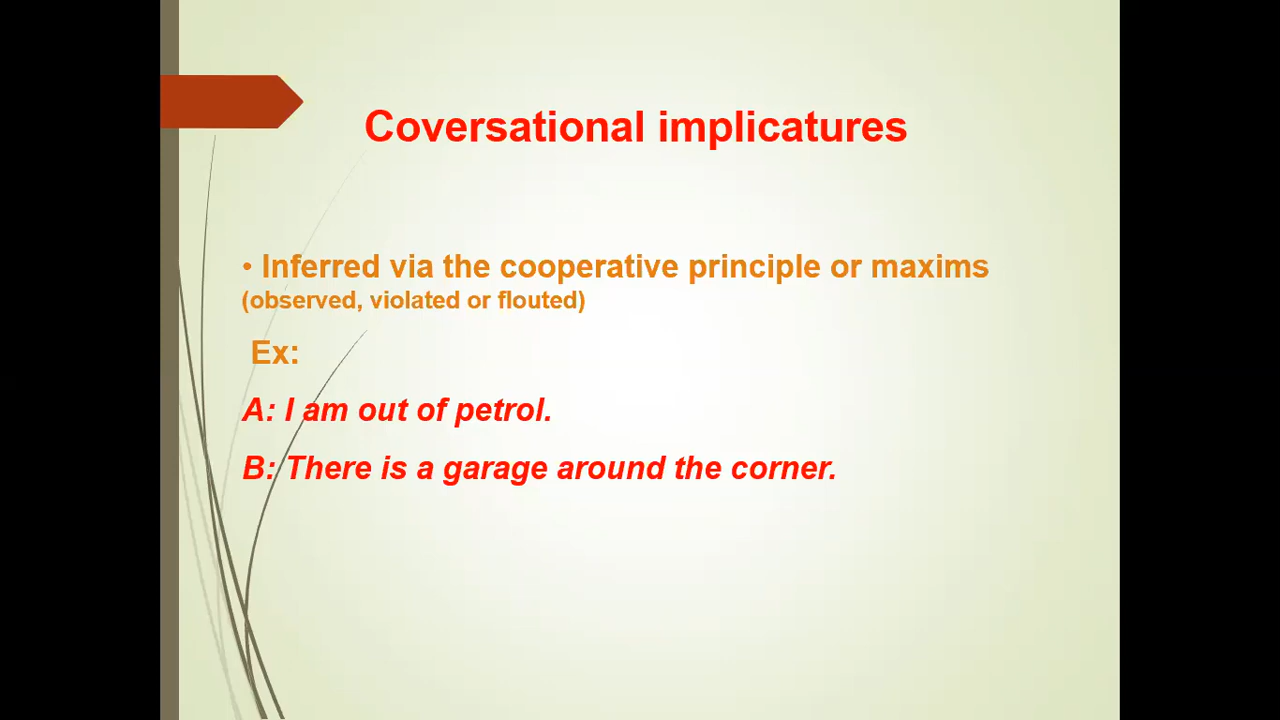 Coversational implicatures
• Inferred via the cooperative principle or maxims
(observed, violated or flouted)
Ex:
A: I am out of petrol.
B: There is a garage around the corner.